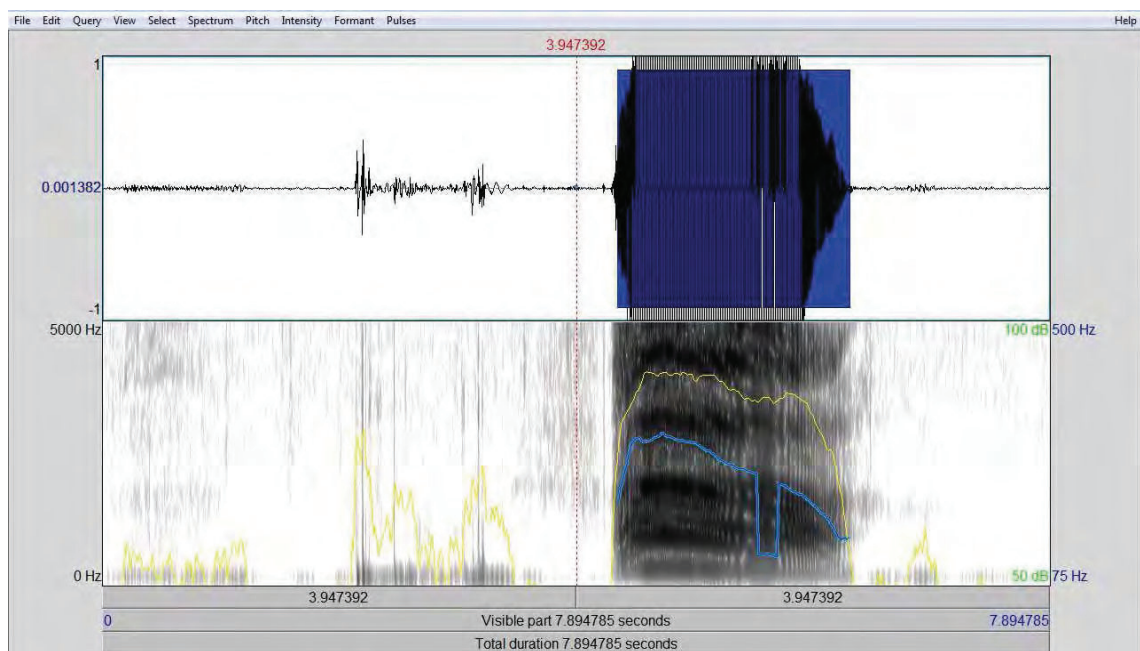 File Edit Query View Select Spectrum Pitch Intensity Formant Pulses Help
3.947392
1
0.001382
-1
5000 Hz 100 dB 500 Hz
0 Hz 50 dB 75 Hz
3.947392 3.947392
0 Visible part 7.894785 seconds 7.894785
Total duration 7.894785 seconds